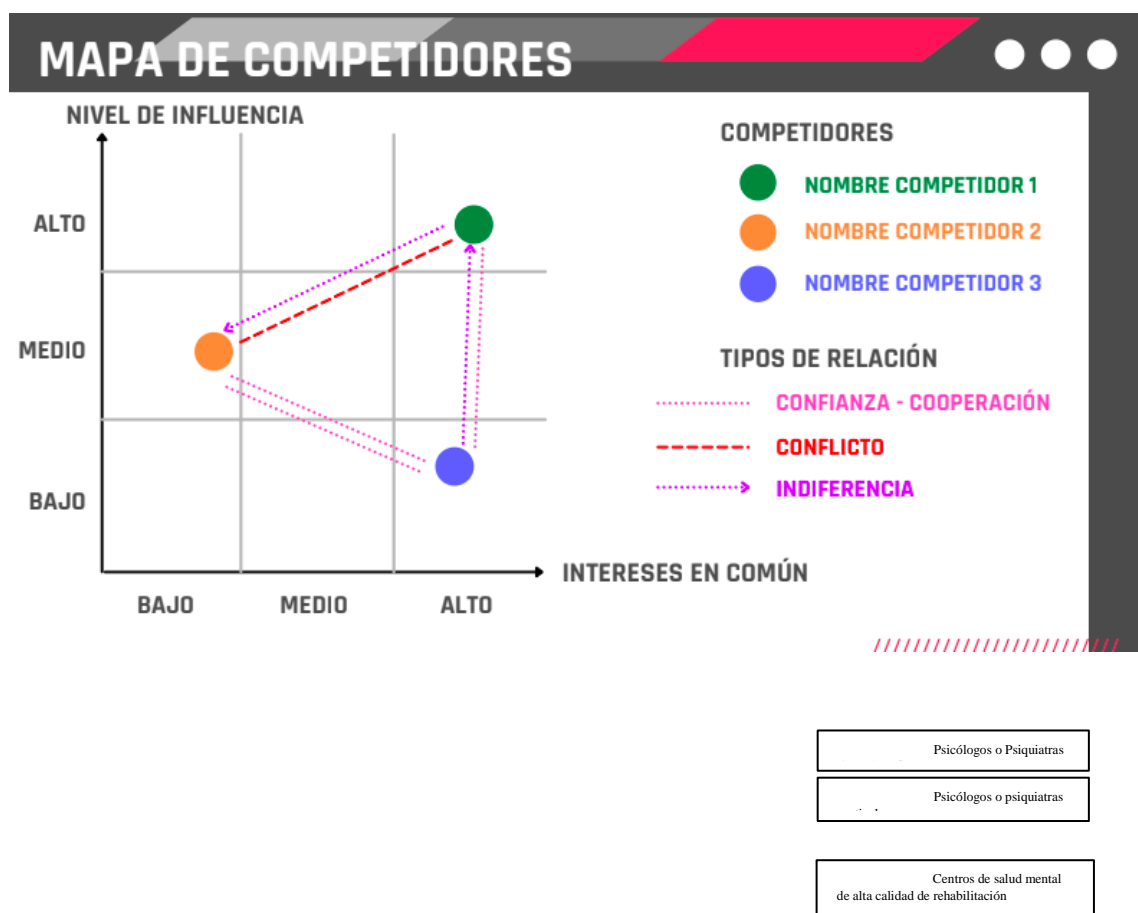 MAPA DE COMPETIDORES
NIVEL DE INFLUENCIA
ALTO
MEDIO
BAJO
BAJO MEDIO ALTO
INTERESES EN COMÚN
COMPETIDORES
NOMBRE COMPETIDOR 1
NOMBRE COMPETIDOR 2
NOMBRE COMPETIDOR 3
TIPOS DE RELACIÓN
CONFIANZA - COOPERACIÓN
CONFLICTO
INDIFERENCIA
Psicólogos o Psiquiatras
Psicólogos o psiquiatras
Centros de salud mental
de alta calidad de rehabilitación